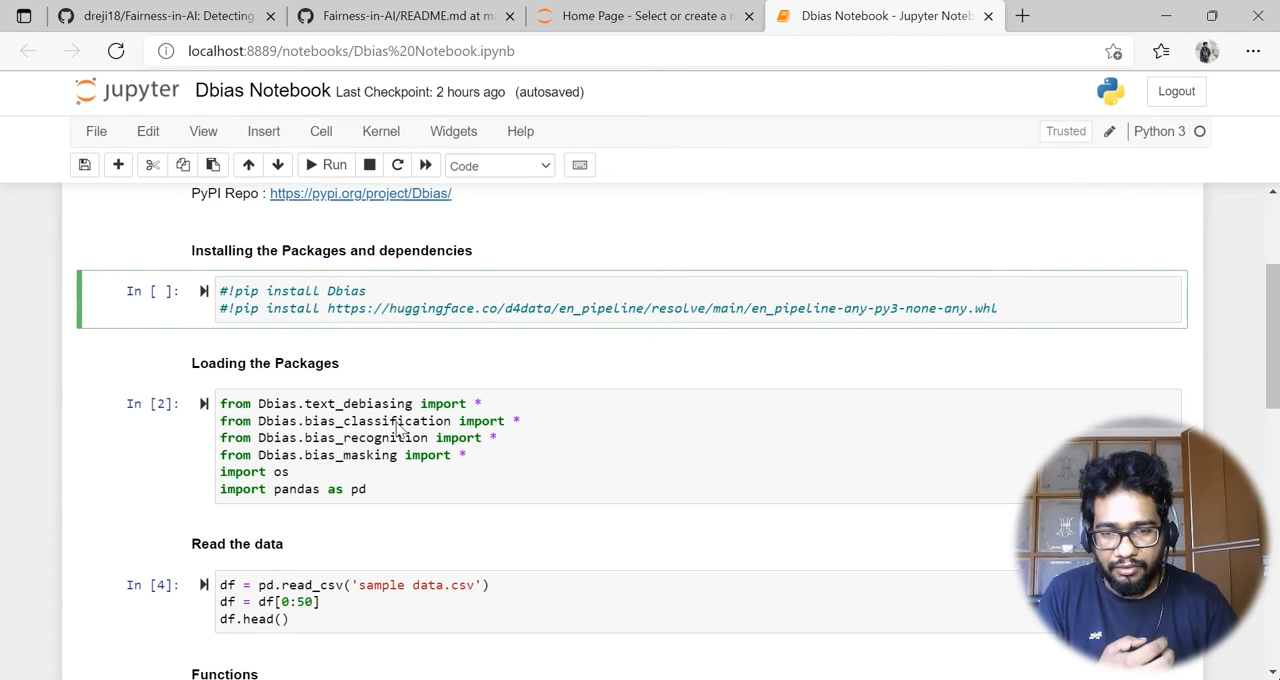 dreji18/Fairness-in-AI: Detecting
Fairness-in-AI/README.md at ma
Home Page - Select or create a n
Dbias Notebook - Jupyter Noteb
localhost:8889/notebooks/Dbias%20Notebook.ipynb
jupyter Dbias Notebook Last Checkpoint: 2 hours ago (autosaved)
Logout
File Edit View Insert Cell Kernel Widgets Help
Trusted Python 3
Run Code
PyPI Repo : https://pypi.org/project/Dbias/
Installing the Packages and dependencies
In [ ]: #!pip install Dbias
#!pip install https://huggingface.co/d4data/en_pipeline/resolve/main/en_pipeline-any-py3-none-any.whl
Loading the Packages
In [2]: from Dbias.text_debiasing import *
from Dbias.bias_classification import *
from Dbias.bias_recognition import *
from Dbias.bias_masking import *
import os
import pandas as pd
Read the data
In [4]: df = pd.read_csv('sample data.csv')
df = df[0:50]
df.head()
Functions